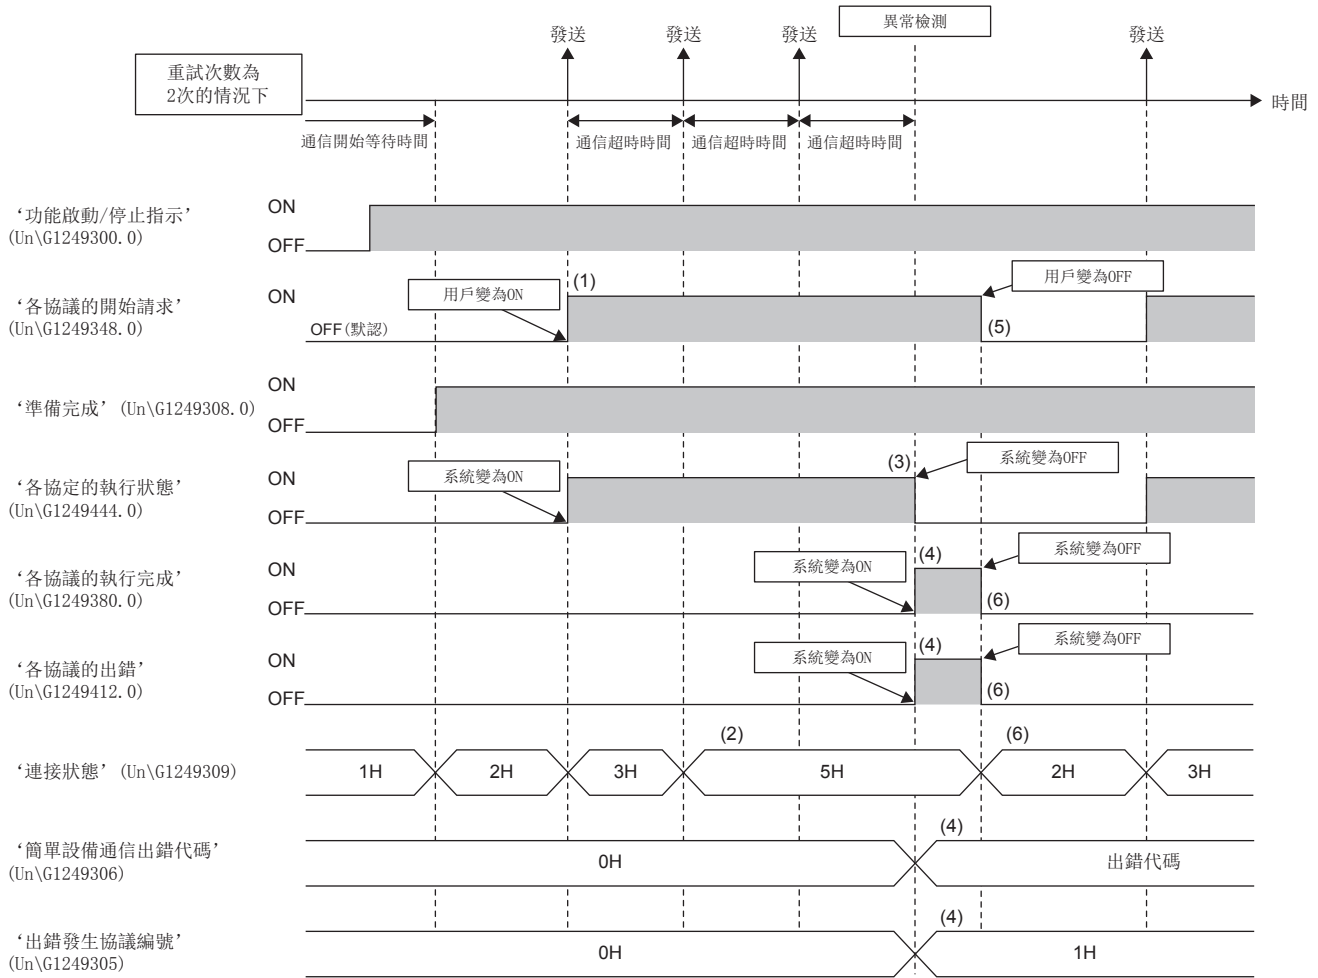 異常檢測
發送 發送 發送 發送
重試次數為
2次的情況下
時間
通信開始等待時間 通信超時時間 通信超時時間 通信超時時間
‘功能啟動/停止指示’
(Un\G1249300.0)
ON
OFF
‘各協議的開始請求’
(Un\G1249348.0)
ON
OFF(默認)
用戶變為ON
(1)
用戶變為OFF
(5)
‘準備完成’(Un\G1249308.0)
ON
OFF
‘各協定的執行狀態’
(Un\G1249444.0)
ON
OFF
系統變為ON
(3)
系統變為OFF
‘各協議的執行完成’
(Un\G1249380.0)
ON
OFF
系統變為ON
(4)
系統變為OFF
(6)
‘各協議的出錯’
(Un\G1249412.0)
ON
OFF
系統變為ON
(4)
系統變為OFF
(6)
(2) (6)
‘連接狀態’(Un\G1249309)
1H 2H 3H 5H 2H 3H
(4)
‘簡單設備通信出錯代碼’
(Un\G1249306)
0H 出錯代碼
(4)
‘出錯發生協議編號’
(Un\G1249305)
0H 1H